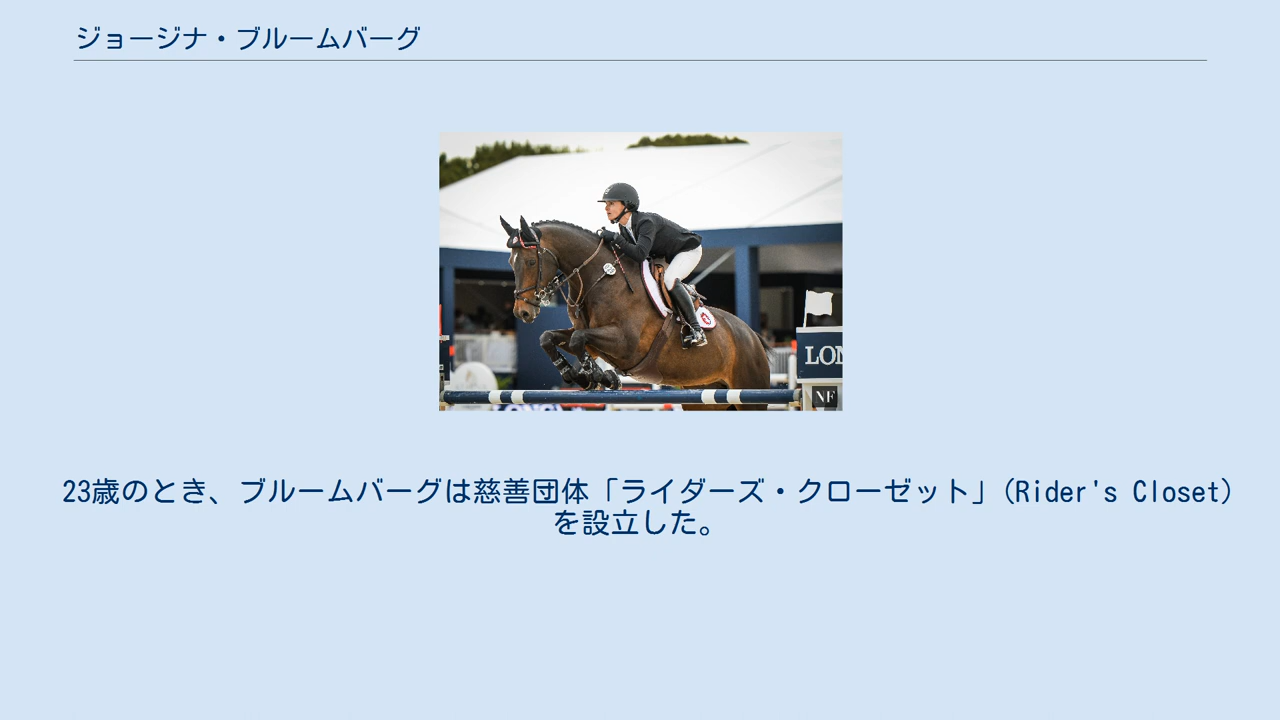 ジョージナ・ブルームバーグ
LON
NF
23歳のとき、ブルームバーグは慈善団体「ライダーズ・クローゼット」(Rider's Closet)
を設立した。